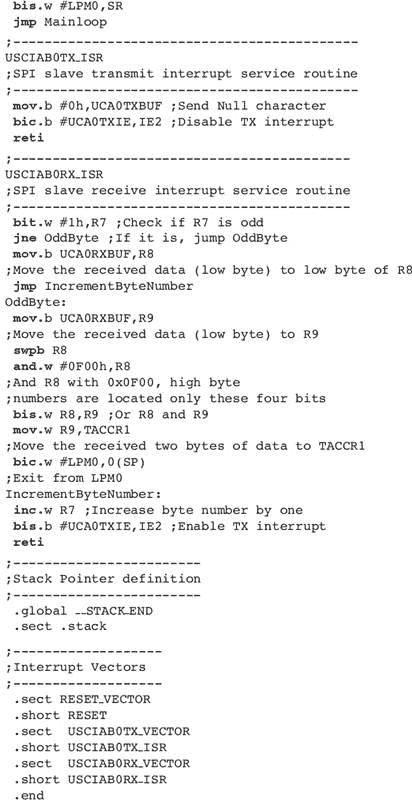 bis.w #LPM0,SR
jmp Mainloop
;--------------------------------------------
USCIAB0TX_ISR
;SPI slave transmit interrupt service routine
;--------------------------------------------
mov.b #0h,UCA0TXBUF ;Send Null character
bic.b #UCA0TXIE,IE2 ;Disable TX interrupt
reti
;-------------------------------------------
USCIAB0RX_ISR
;SPI slave receive interrupt service routine
;-------------------------------------------
bit.w #1h,R7 ;Check if R7 is odd
jne OddByte ;If it is, jump OddByte
mov.b UCA0RXBUF,R8
;Move the received data (low byte) to low byte of R8
jmp IncrementByteNumber
OddByte:
mov.b UCA0RXBUF,R9
;Move the received data (low byte) to R9
swpb R8
and.w #0F00h,R8
;And R8 with 0x0F00, high byte
;numbers are located only these four bits
bis.w R8,R9 ;Or R8 and R9
mov.w R9,TACCR1
;Move the received two bytes of data to TACCR1
bic.w #LPM0,0(SP)
;Exit from LPM0
IncrementByteNumber:
inc.w R7 ;Increase byte number by one
bis.b #UCA0TXIE,IE2 ;Enable TX interrupt
reti
;------------------------
;Stack Pointer definition
;------------------------
.global __STACK_END
.sect .stack
;-------------------
;Interrupt Vectors
;-------------------
.sect RESET_VECTOR
.short RESET
.sect  USCIAB0TX_VECTOR
.short USCIAB0TX_ISR
.sect  USCIAB0RX_VECTOR
.short USCIAB0RX_ISR
.end